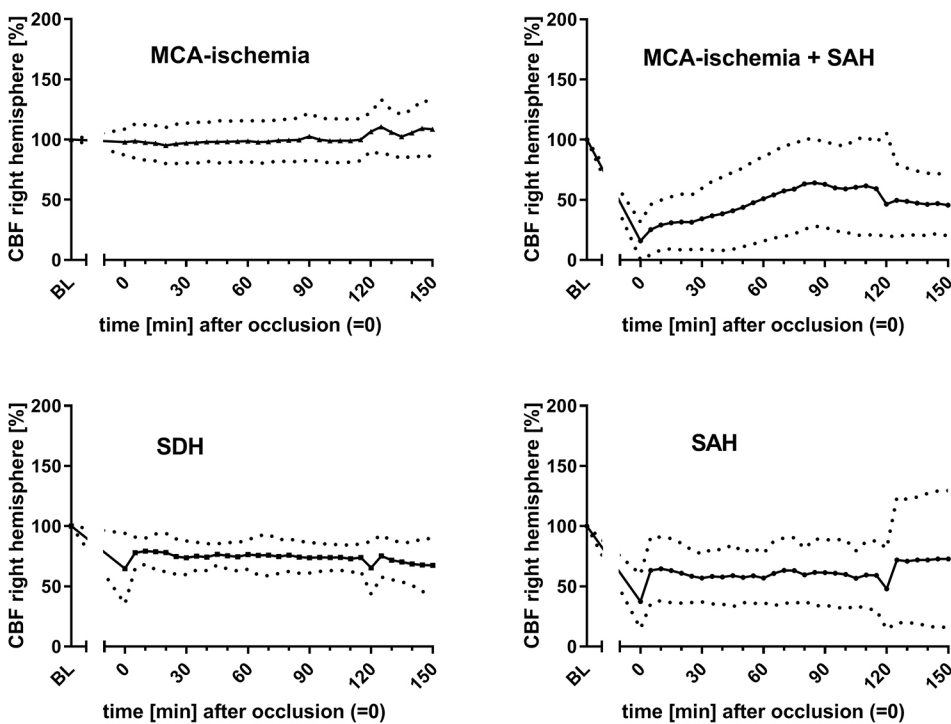 CBF right hemisphere [%]
200
150
100
50
0
MCA-ischemia
BL
0
30
60
90
120
150
time [min] after occlusion (=0)
CBF right hemisphere [%]
200
150
100
50
0
MCA-ischemia + SAH
BL
0
30
60
90
120
150
time [min] after occlusion (=0)
CBF right hemisphere [%]
200
150
100
50
0
SDH
BL
0
30
60
90
120
150
time [min] after occlusion (=0)
CBF right hemisphere [%]
200
150
100
50
0
SAH
BL
0
30
60
90
120
150
time [min] after occlusion (=0)